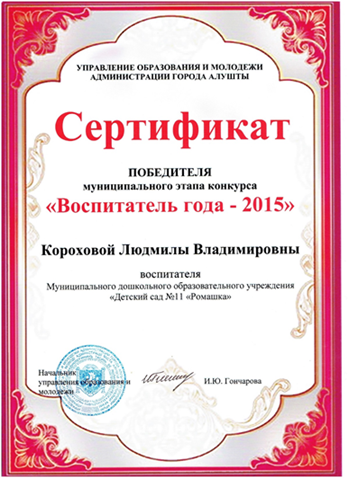 УПРАВЛЕНИЕ ОБРАЗОВАНИЯ И МОЛОДЕЖИ
АДМИНИСТРАЦИИ ГОРОДА АЛУШТЫ
Сертификат
ПОБЕДИТЕЛЯ
муниципального этапа конкурса
«Воспитатель года - 2015»
Короховой Людмилы Владимировны
воспитателя
Муниципального дошкольного образовательного учреждения
«Детский сад №11 «Ромашка»
Начальник
управления образования и
молодежи
И.Ю. Гончарова